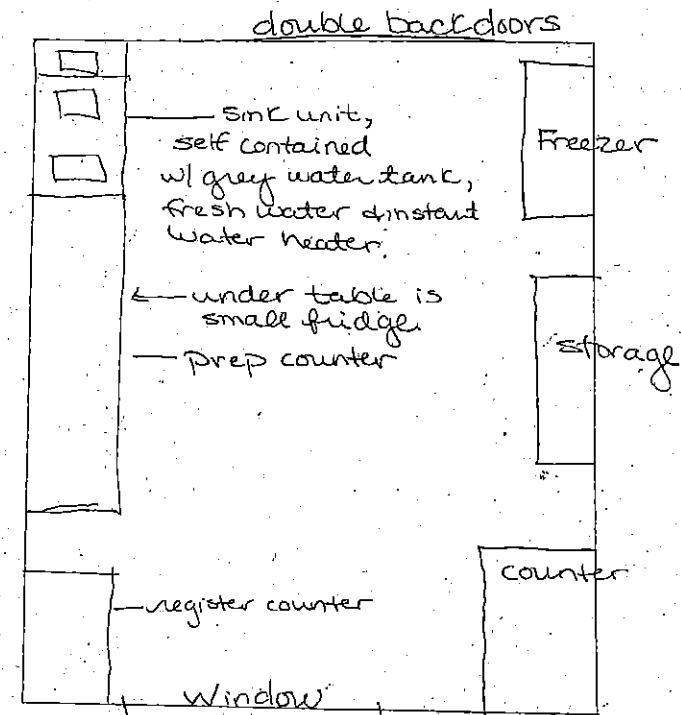 double backdoors
sink unit,
self contained
w/ grey water tank,
fresh water & instant
water heater.
Freezer
under table is
small fridge.
prep counter
storage
counter
register counter
Window